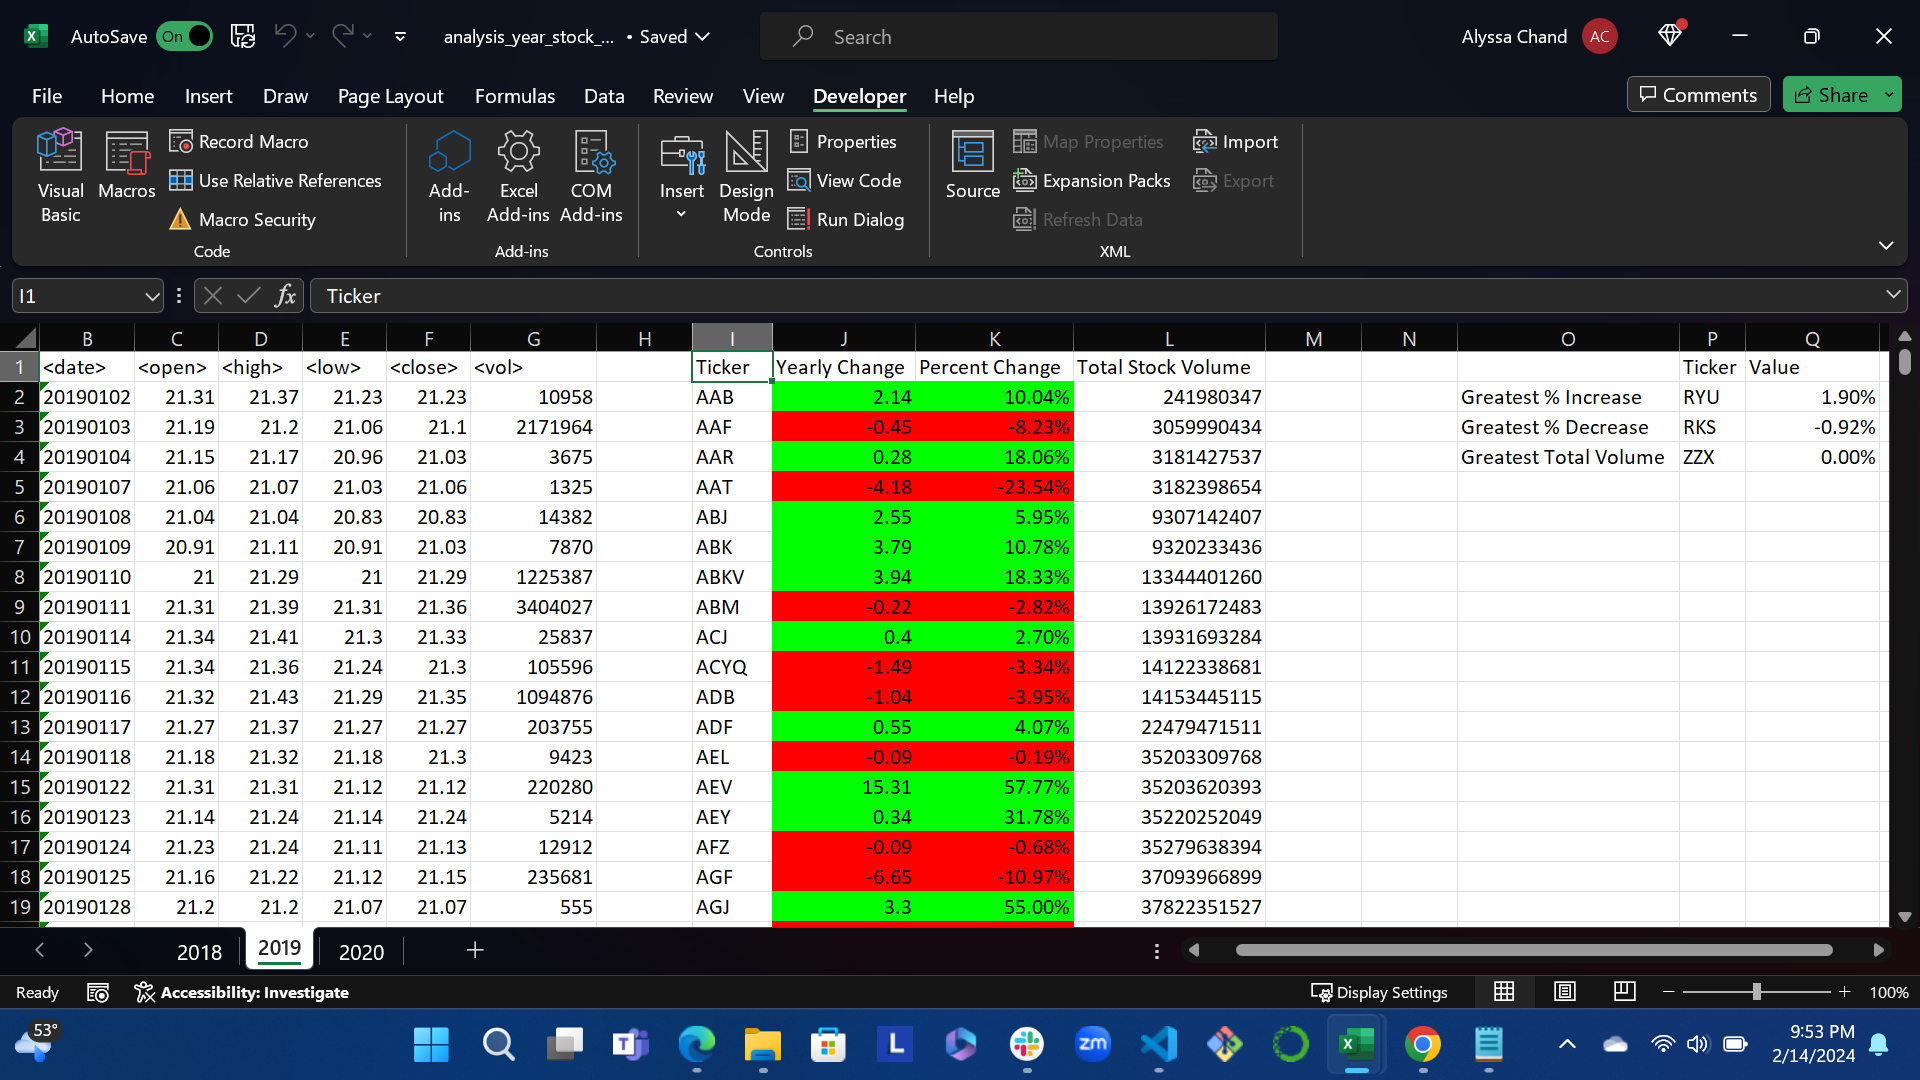 AutoSave On analysis_year_stock_... • Saved Search Alyssa Chand AC
File Home Insert Draw Page Layout Formulas Data Review View Developer Help Comments Share
Visual Basic
Macros
Record Macro
Use Relative References
Macro Security
Code
Add-ins
Excel Add-ins
COM Add-ins
Add-ins
Insert
Design Mode
Properties
View Code
Run Dialog
Controls
Source
Map Properties
Expansion Packs
Refresh Data
Import
Export
XML
I1 fx Ticker
B C D E F G H I J K L M N O P Q
1 <date> <open> <high> <low> <close> <vol> Ticker Yearly Change Percent Change Total Stock Volume Ticker Value
2 20190102 21.31 21.37 21.23 21.23 10958 AAB 2.14 10.04% 241980347 Greatest % Increase RYU 1.90%
3 20190103 21.19 21.2 21.06 21.1 2171964 AAF -0.45 -8.23% 3059990434 Greatest % Decrease RKS -0.92%
4 20190104 21.15 21.17 20.96 21.03 3675 AAR 0.28 18.06% 3181427537 Greatest Total Volume ZZX 0.00%
5 20190107 21.06 21.07 21.03 21.06 1325 AAT -4.18 -23.54% 3182398654
6 20190108 21.04 21.04 20.83 20.83 14382 ABJ 2.55 5.95% 9307142407
7 20190109 20.91 21.11 20.91 21.03 7870 ABK 3.79 10.78% 9320233436
8 20190110 21 21.29 21 21.29 1225387 ABKV 3.94 18.33% 13344401260
9 20190111 21.31 21.39 21.31 21.36 3404027 ABM -0.22 -2.82% 13926172483
10 20190114 21.34 21.41 21.3 21.33 25837 ACJ 0.4 2.70% 13931693284
11 20190115 21.34 21.36 21.24 21.3 105596 ACYQ -1.49 -3.34% 14122338681
12 20190116 21.32 21.43 21.29 21.35 1094876 ADB -1.04 -3.95% 14153445115
13 20190117 21.27 21.37 21.27 21.27 203755 ADF 0.55 4.07% 22479471511
14 20190118 21.18 21.32 21.18 21.3 9423 AEL -0.09 -0.19% 35203309768
15 20190122 21.31 21.31 21.12 21.12 220280 AEV 15.31 57.77% 35203620393
16 20190123 21.14 21.24 21.14 21.24 5214 AEY 0.34 31.78% 35220252049
17 20190124 21.23 21.24 21.11 21.13 12912 AFZ -0.09 -0.68% 35279638394
18 20190125 21.16 21.22 21.12 21.15 235681 AGF -6.65 -10.97% 37093966899
19 20190128 21.2 21.2 21.07 21.07 555 AGJ 3.3 55.00% 37822351527
2018 2019 2020
Ready Accessibility: Investigate Display Settings 100%
53° T L zm 9:53 PM
2/14/2024